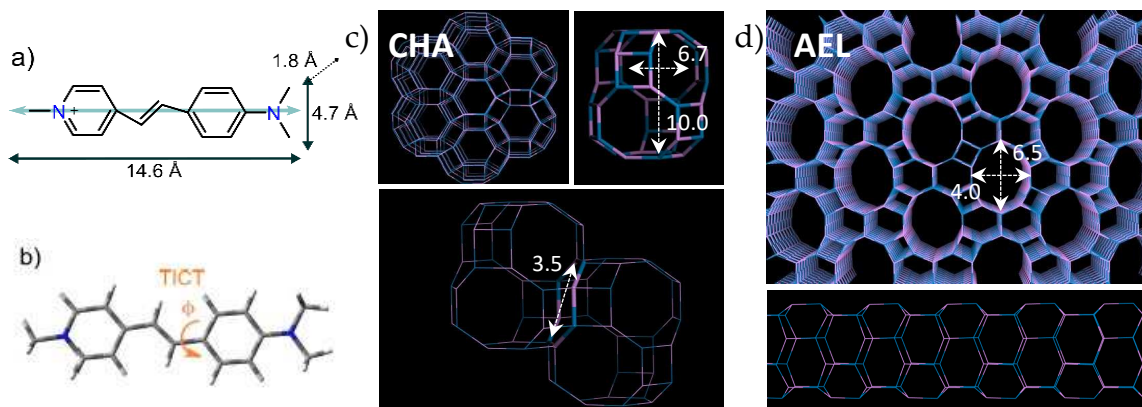 a)
1.8 Å
N
+
N
4.7 Å
14.6 Å
b)
TICT
ϕ
c)
CHA
6.7
10.0
3.5
d)
AEL
6.5
4.0